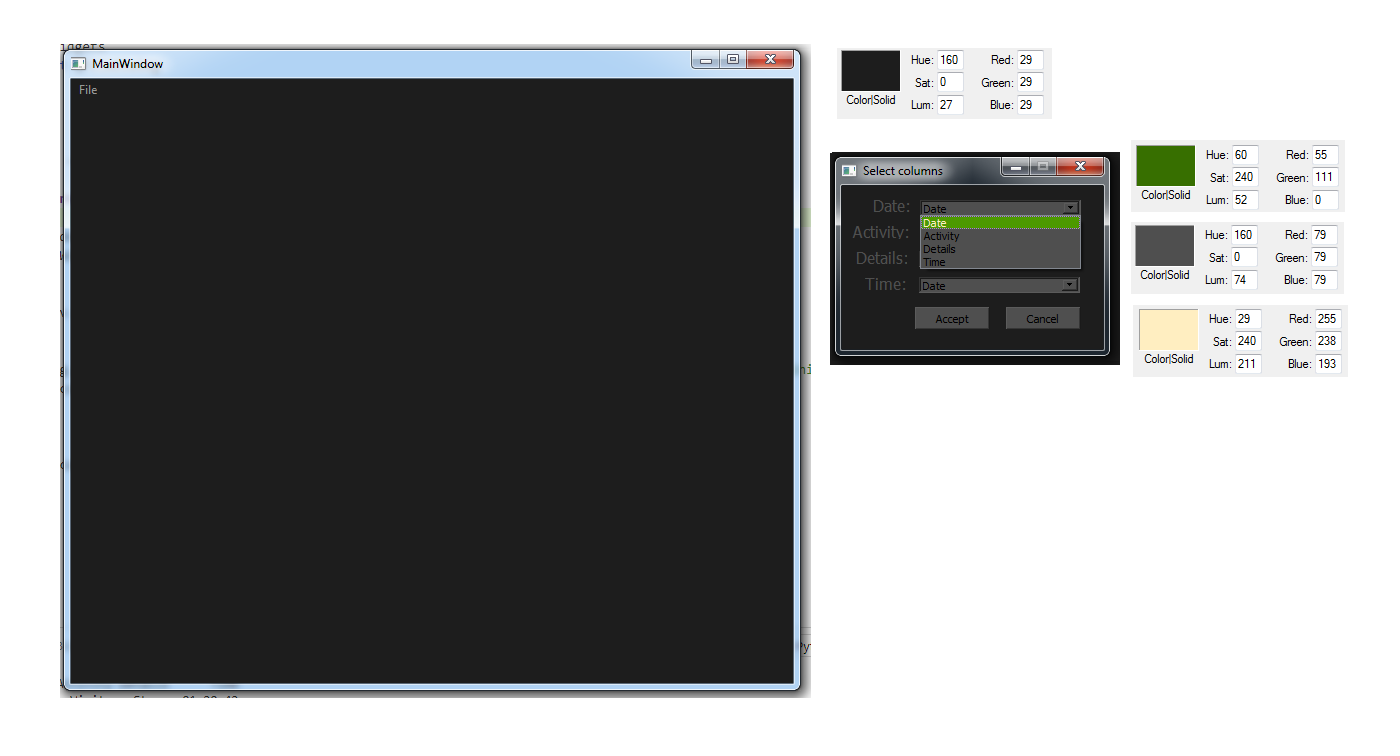 idgets
MainWindow
File
Hue: 160 Red: 29
Sat: 0 Green: 29
Color|Solid Lum: 27 Blue: 29
Select columns
Date: Date
Date
Activity: Activity
Details: Details
Time
Time: Date
Accept Cancel
Hue: 60 Red: 55
Sat: 240 Green: 111
Color|Solid Lum: 52 Blue: 0
Hue: 160 Red: 79
Sat: 0 Green: 79
Color|Solid Lum: 74 Blue: 79
Hue: 29 Red: 255
Sat: 240 Green: 238
Color|Solid Lum: 211 Blue: 193